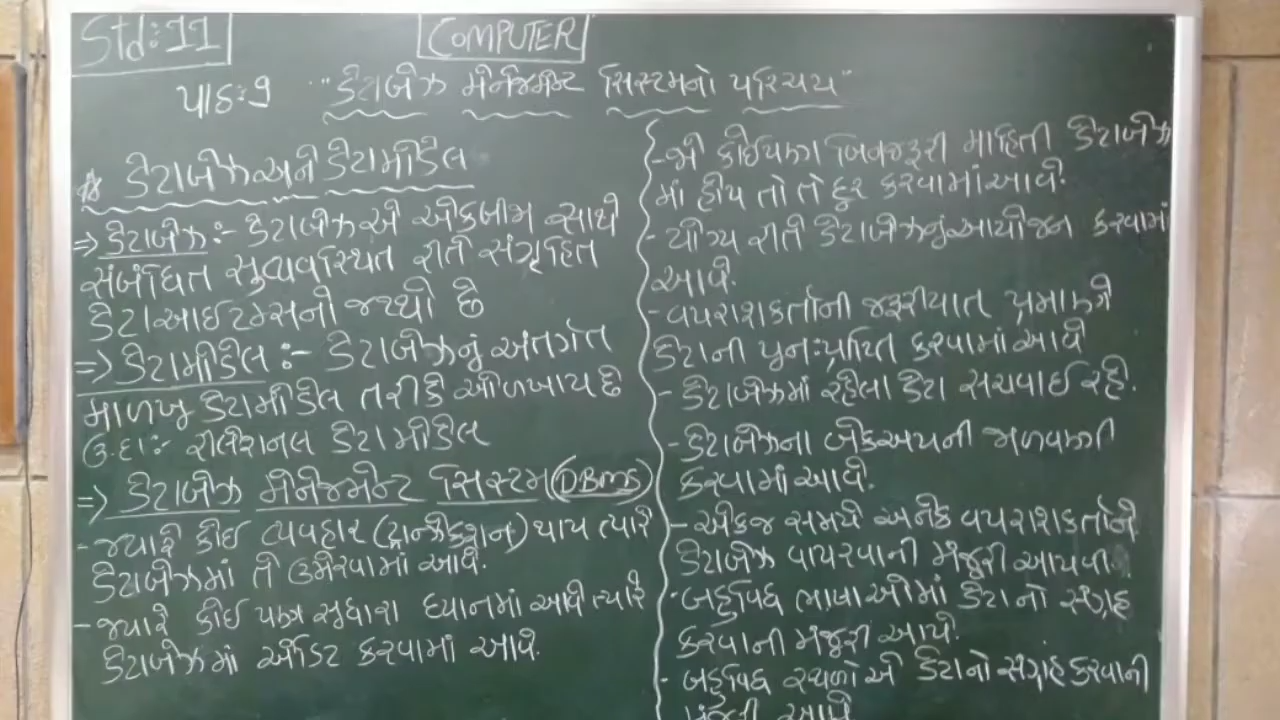 Std:-11
COMPUTER
પાઠ:-9 "ડેટાબેઝ મેનેજમેન્ટ સિસ્ટમનો પરિચય"
* ડેટાબેઝ અને ડેટામોડેલ
⇒ ડેટાબેઝ :- ડેટાબેઝ એ એકબીજા સાથે
સંબંધિત સુવ્યવસ્થિત રીતે સંગૃહિત
ડેટા આઇટમ્સનો જથ્થો છે
⇒ ડેટામોડેલ :- ડેટાબેઝનું અંતર્ગત
માળખુ ડેટામોડેલ તરીકે ઓળખાય છે
ઉ.દા:- રીલેશનલ ડેટા મોડેલ
⇒ ડેટાબેઝ મેનેજમેન્ટ સિસ્ટમ (DBMS)
- જ્યારે કોઈ વ્યવહાર (ટ્રાન્ઝેક્શન) થાય ત્યારે
ડેટાબેઝમાં તે ઉમેરવામાં આવે.
- જ્યારે કોઈ પણ સુધારા ધ્યાનમાં આવે ત્યારે
ડેટાબેઝમાં એડિટ કરવામાં આવે.
- જો કોઈપણ બિનજરૂરી માહિતી ડેટાબેઝ
માં હોય તો તે દુર કરવામાં આવે.
- યોગ્ય રીતે ડેટાબેઝનું આયોજન કરવામાં
આવે.
- વપરાશકર્તાની જરૂરીયાત પ્રમાણે
ડેટાની પુનઃપ્રાપ્તિ કરવામાં આવે
- ડેટાબેઝમાં રહેલા ડેટા સચવાઈ રહે.
- ડેટાબેઝના બેકઅપની જાળવણી
કરવામાં આવે.
- એકજ સમયે અનેક વપરાશકર્તાને
ડેટાબેઝ વાપરવાની મંજુરી આપવી.
- બહુવિધ ભાષાઓમાં ડેટાનો સંગ્રહ
કરવાની મંજુરી આપે.
- બહુવિધ સ્થળોએ ડેટાનો સંગ્રહ કરવાની
મંજુરી આપે